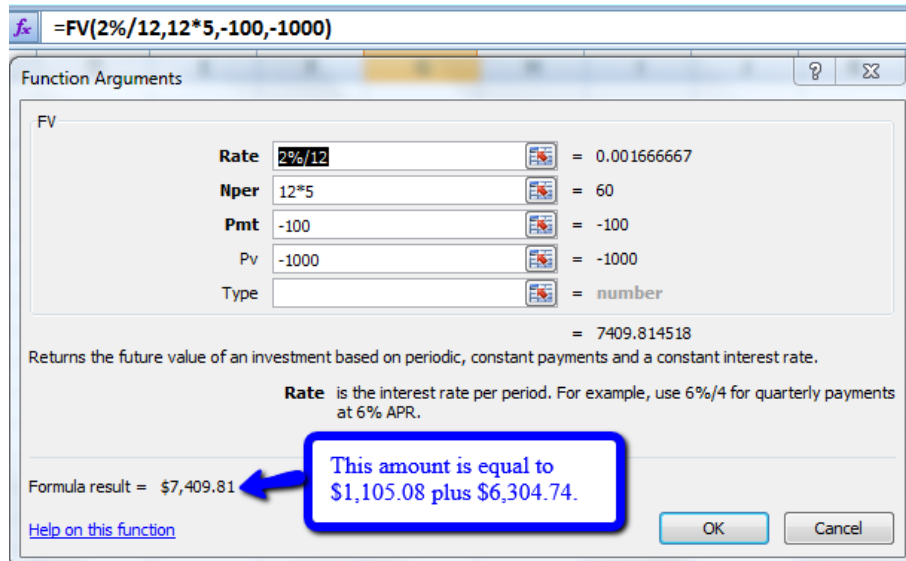 fx =FV(2%/12,12*5,-100,-1000)
Function Arguments ?
FV
Rate 2%/12 = 0.001666667
Nper 12*5 = 60
Pmt -100 = -100
Pv -1000 = -1000
Type = number
= 7409.814518
Returns the future value of an investment based on periodic, constant payments and a constant interest rate.
Rate is the interest rate per period. For example, use 6%/4 for quarterly payments
at 6% APR.
This amount is equal to
$1,105.08 plus $6,304.74.
Formula result = $7,409.81
Help on this function OK Cancel